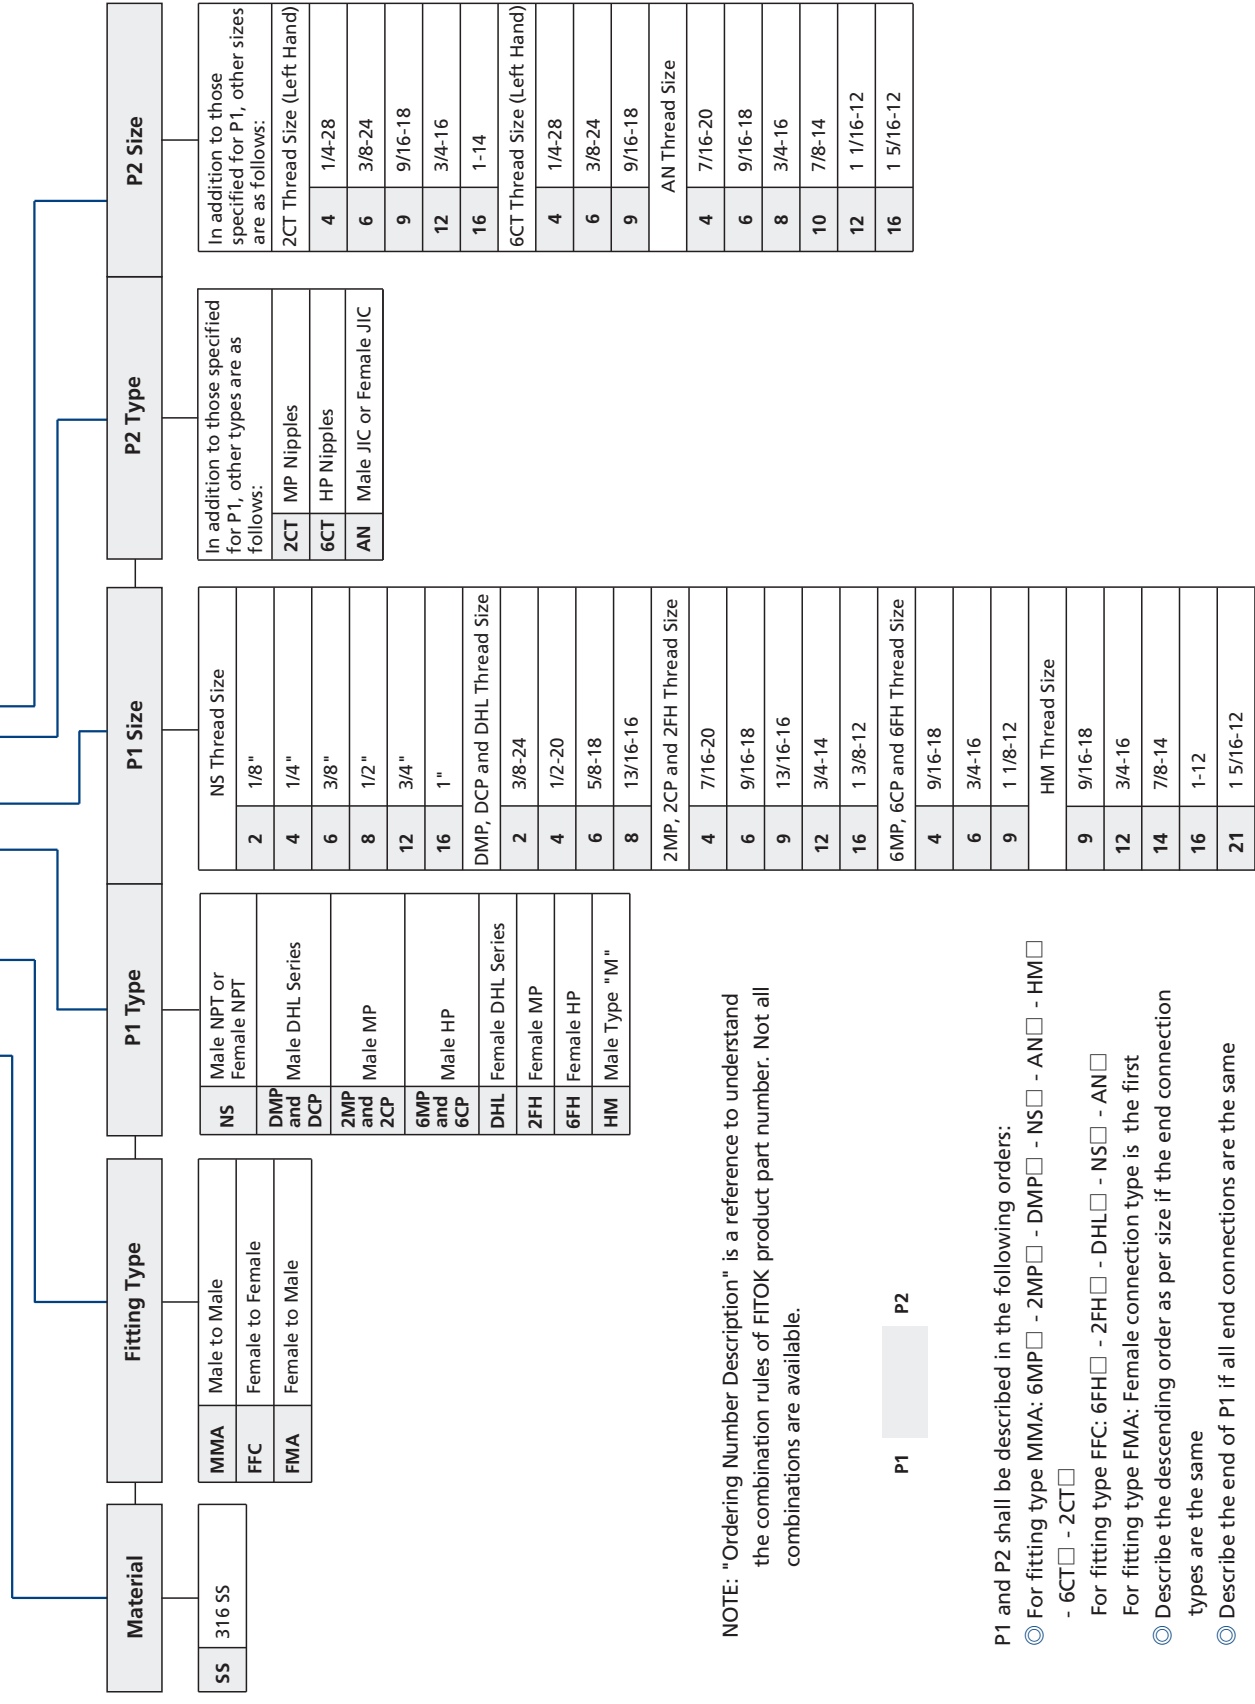 Material
SS 316 SS
Fitting Type
MMA Male to Male
FFC Female to Female
FMA Female to Male
P1 Type
NS Male NPT or
Female NPT
DMP
and
DCP Male DHL Series
2MP
and
2CP Male MP
6MP
and
6CP Male HP
DHL Female DHL Series
2FH Female MP
6FH Female HP
HM Male Type "M"
P1 Size
NS Thread Size
2 1/8"
4 1/4"
6 3/8"
8 1/2"
12 3/4"
16 1"
DMP, DCP and DHL Thread Size
2 3/8-24
4 1/2-20
6 5/8-18
8 13/16-16
2MP, 2CP and 2FH Thread Size
4 7/16-20
6 9/16-18
9 13/16-16
12 3/4-14
16 1 3/8-12
6MP, 6CP and 6FH Thread Size
4 9/16-18
6 3/4-16
9 1 1/8-12
HM Thread Size
9 9/16-18
12 3/4-16
14 7/8-14
16 1-12
21 1 5/16-12
P2 Type
In addition to those specified
for P1, other types are as
follows:
2CT MP Nipples
6CT HP Nipples
AN Male JIC or Female JIC
P2 Size
In addition to those
specified for P1, other sizes
are as follows:
2CT Thread Size (Left Hand)
4 1/4-28
6 3/8-24
9 9/16-18
12 3/4-16
16 1-14
6CT Thread Size (Left Hand)
4 1/4-28
6 3/8-24
9 9/16-18
AN Thread Size
4 7/16-20
6 9/16-18
8 3/4-16
10 7/8-14
12 1 1/16-12
16 1 5/16-12
NOTE: "Ordering Number Description" is a reference to understand
the combination rules of FITOK product part number. Not all
combinations are available.
P1 P2
P1 and P2 shall be described in the following orders:
◎ For fitting type MMA: 6MP□ - 2MP□ - DMP□ - NS□ - AN□ - HM□
- 6CT□ - 2CT□
For fitting type FFC: 6FH□ - 2FH□ - DHL□ - NS□ - AN□
For fitting type FMA: Female connection type is the first
◎ Describe the descending order as per size if the end connection
types are the same
◎ Describe the end of P1 if all end connections are the same